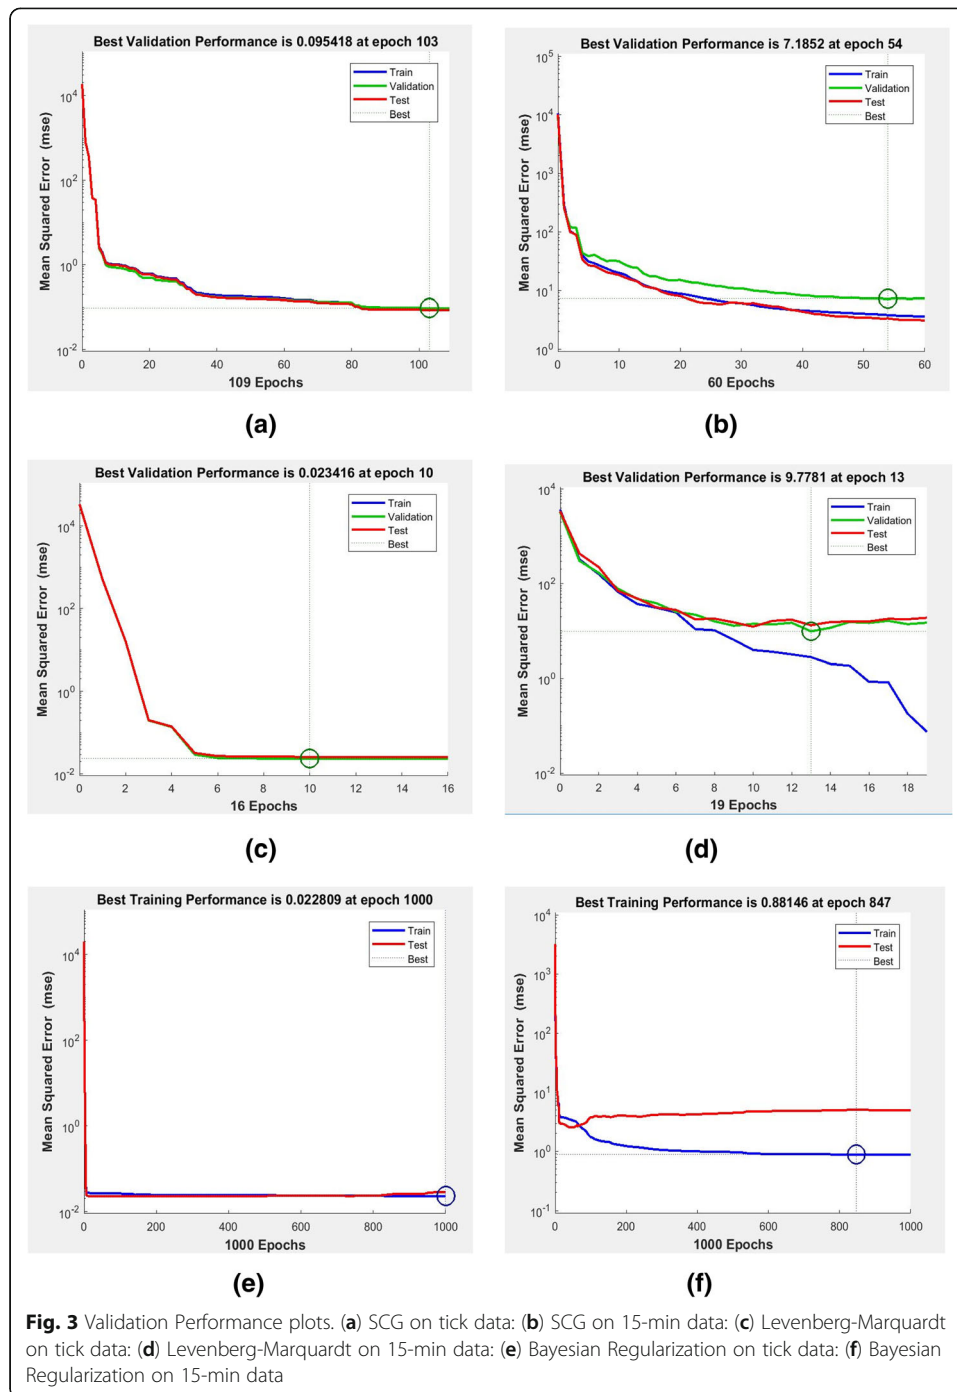 Best Validation Performance is 0.095418 at epoch 103
Mean Squared Error (mse)
10^4
10^2
10^0
10^-2
Train
Validation
Test
Best
0 20 40 60 80 100
109 Epochs
(a)
Best Validation Performance is 7.1852 at epoch 54
Mean Squared Error (mse)
10^5
10^4
10^3
10^2
10^1
10^0
Train
Validation
Test
Best
0 10 20 30 40 50 60
60 Epochs
(b)
Best Validation Performance is 0.023416 at epoch 10
Mean Squared Error (mse)
10^4
10^2
10^0
10^-2
Train
Validation
Test
Best
0 2 4 6 8 10 12 14 16
16 Epochs
(c)
Best Validation Performance is 9.7781 at epoch 13
Mean Squared Error (mse)
10^4
10^2
10^0
10^-2
Train
Validation
Test
Best
0 2 4 6 8 10 12 14 16 18
19 Epochs
(d)
Best Training Performance is 0.022809 at epoch 1000
Mean Squared Error (mse)
10^4
10^2
10^0
10^-2
Train
Test
Best
0 200 400 600 800 1000
1000 Epochs
(e)
Best Training Performance is 0.88146 at epoch 847
Mean Squared Error (mse)
10^4
10^3
10^2
10^1
10^0
10^-1
Train
Test
Best
0 200 400 600 800 1000
1000 Epochs
(f)
Fig. 3 Validation Performance plots. (a) SCG on tick data: (b) SCG on 15-min data: (c) Levenberg-Marquardt
on tick data: (d) Levenberg-Marquardt on 15-min data: (e) Bayesian Regularization on tick data: (f) Bayesian
Regularization on 15-min data